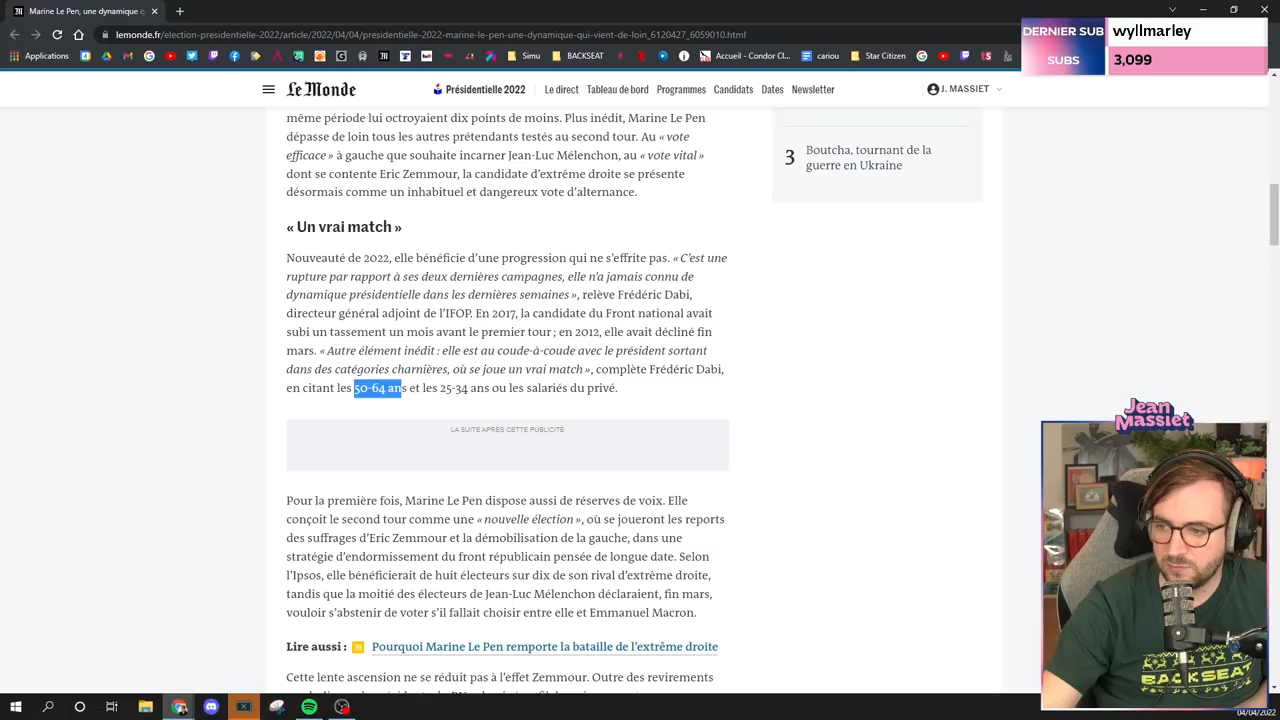 Présidentielle 2022 : une dynamique q
lemonde.fr/election-presidentielle-2022/article/2022/04/04/presidentielle-2022-marine-le-pen-une-dynamique-qui-vient-de-loin_6120427_6059010.html
Applications
Simu
BACKSEAT
Accueil - Condor Cl...
cariou
Star Citizen
Google
DERNIER SUB
wyllmarley
SUBS
3,099
Le Monde
Présidentielle 2022
Le direct
Tableau de bord
Programmes
Candidats
Dates
Newsletter
J. MASSIET
même période lui octroyaient dix points de moins. Plus inédit, Marine Le Pen
dépasse de loin tous les autres prétendants testés au second tour. Au « vote
efficace » à gauche que souhaite incarner Jean-Luc Mélenchon, au « vote vital »
dont se contente Eric Zemmour, la candidate d’extrême droite se présente
désormais comme un inhabituel et dangereux vote d’alternance.
3
Boutcha, tournant de la
guerre en Ukraine
« Un vrai match »
Nouveauté de 2022, elle bénéficie d’une progression qui ne s’effrite pas. « C’est une
rupture par rapport à ses deux dernières campagnes, elle n’a jamais connu de
dynamique présidentielle dans les dernières semaines », relève Frédéric Dabi,
directeur général adjoint de l’IFOP. En 2017, la candidate du Front national avait
subi un tassement un mois avant le premier tour ; en 2012, elle avait décliné fin
mars. « Autre élément inédit : elle est au coude-à-coude avec le président sortant
dans des catégories charnières, où se joue un vrai match », complète Frédéric Dabi,
en citant les 50-64 ans et les 25-34 ans ou les salariés du privé.
LA SUITE APRÈS CETTE PUBLICITÉ
Pour la première fois, Marine Le Pen dispose aussi de réserves de voix. Elle
conçoit le second tour comme une « nouvelle élection », où se joueront les reports
des suffrages d’Eric Zemmour et la démobilisation de la gauche, dans une
stratégie d’endormissement du front républicain pensée de longue date. Selon
l’Ipsos, elle bénéficierait de huit électeurs sur dix de son rival d’extrême droite,
tandis que la moitié des électeurs de Jean-Luc Mélenchon déclaraient, fin mars,
vouloir s’abstenir de voter s’il fallait choisir entre elle et Emmanuel Macron.
Lire aussi : Pourquoi Marine Le Pen remporte la bataille de l’extrême droite
Cette lente ascension ne se réduit pas à l’effet Zemmour. Outre des revirements
Jean
Massiet
BACKSEAT
04/04/2022